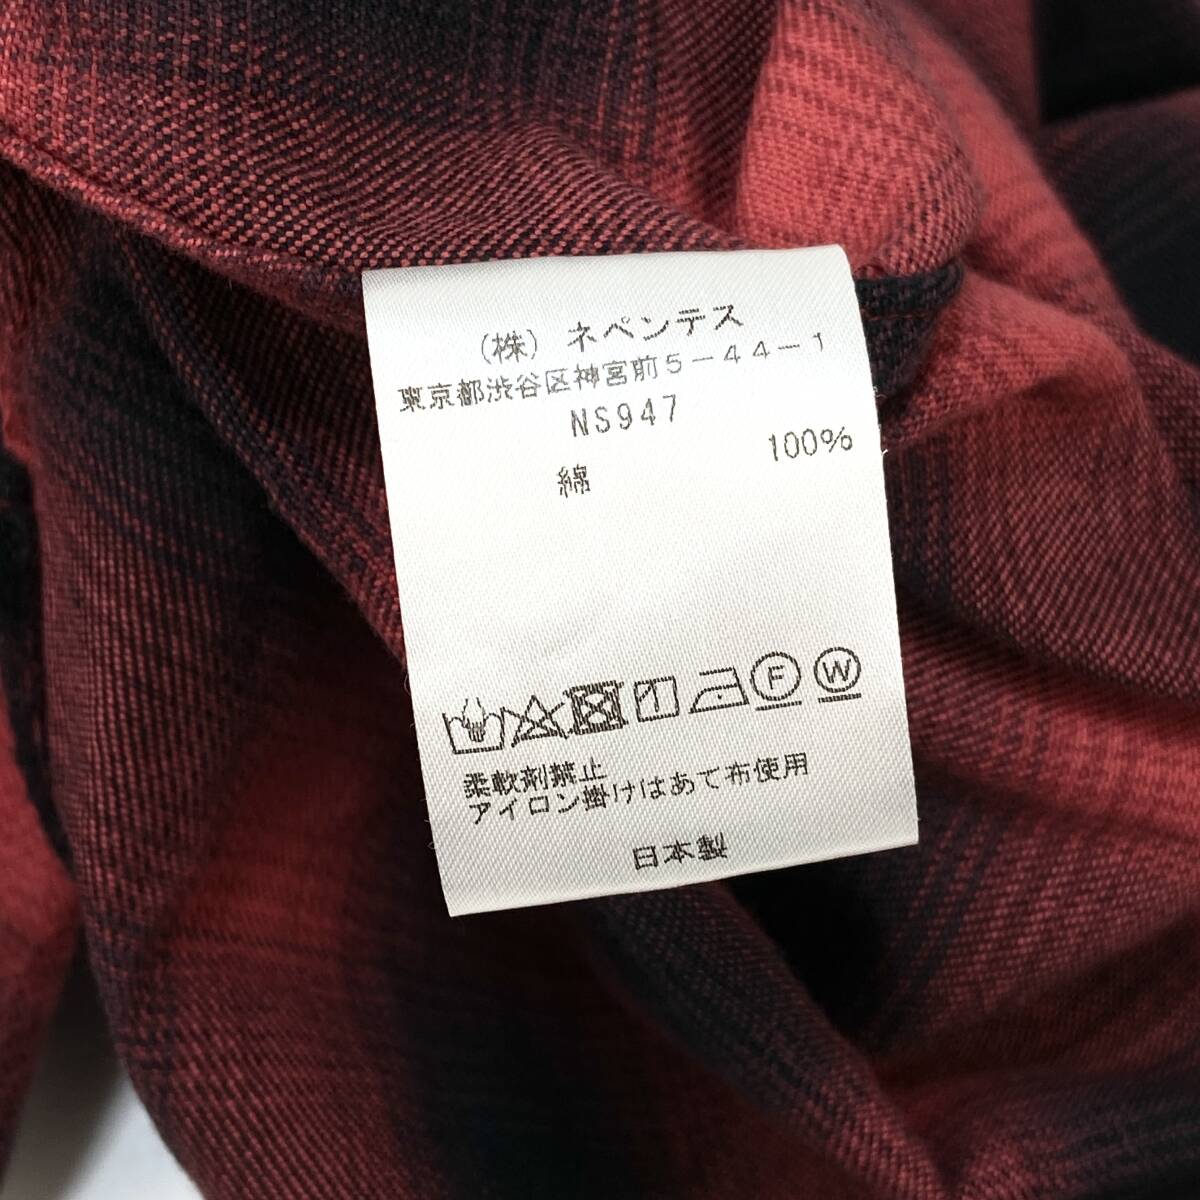 （株）ネペンテス
東京都渋谷区神宮前5－44－1
NS947
綿 100%
F W
柔軟剤禁止
アイロン掛けはあて布使用
日本製